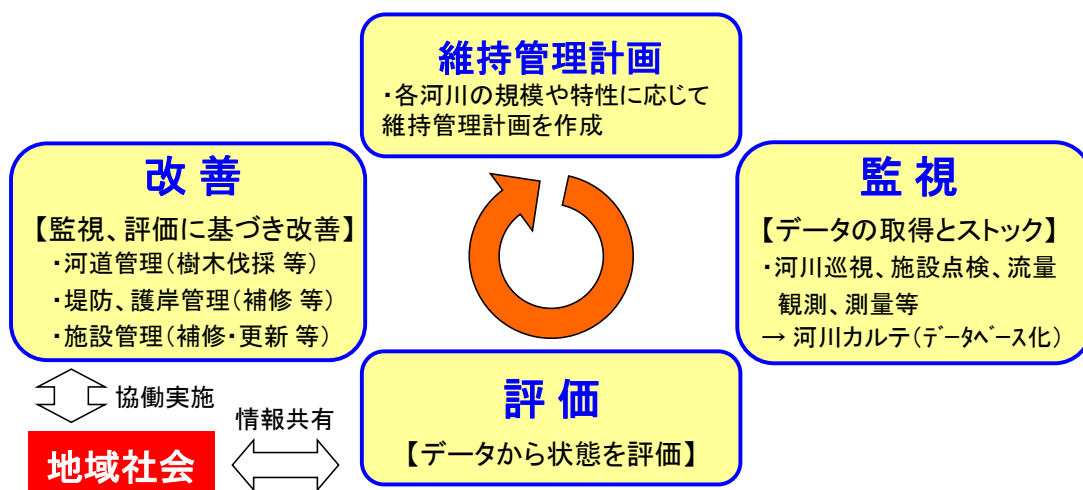 維持管理計画
・各河川の規模や特性に応じて
維持管理計画を作成
改 善
【監視、評価に基づき改善】
・河道管理(樹木伐採 等)
・堤防、護岸管理(補修 等)
・施設管理(補修・更新 等)
監 視
【データの取得とストック】
・河川巡視、施設点検、流量
観測、測量等
→ 河川カルテ(ﾃﾞｰﾀﾍﾞｰｽ化)
評 価
【データから状態を評価】
協働実施
情報共有
地域社会